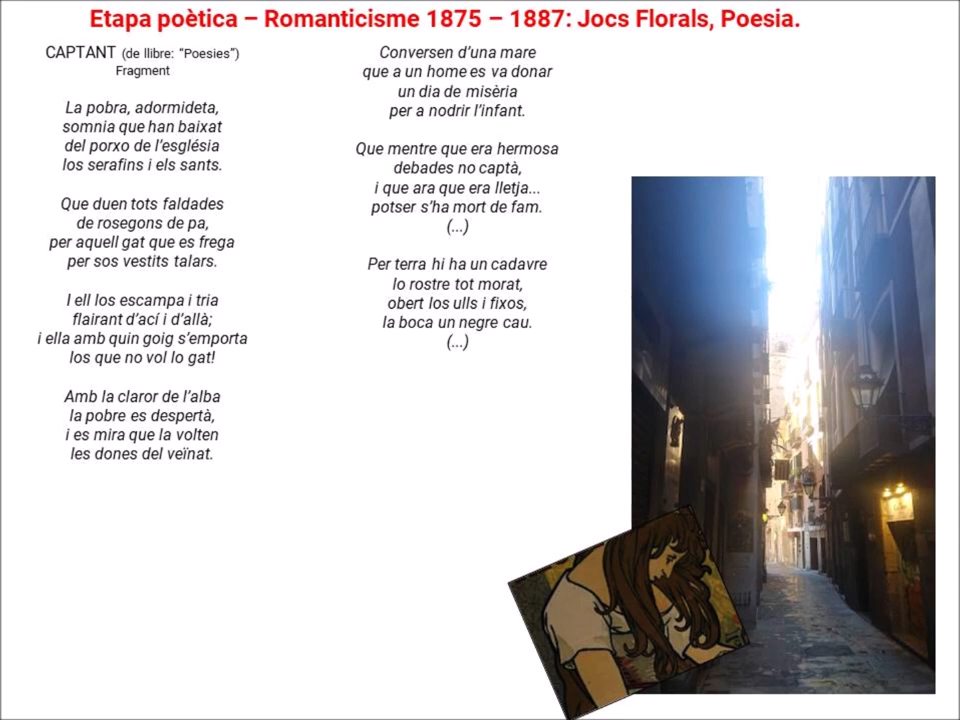 Etapa poètica – Romanticisme 1875 – 1887: Jocs Florals, Poesia.
CAPTANT (de llibre: “Poesies”)
Fragment
La pobra, adormideta,
somnia que han baixat
del porxo de l’església
los serafins i els sants.
Que duen tots faldades
de rosegons de pa,
per aquell gat que es frega
per sos vestits talars.
I ell los escampa i tria
flairant d’ací i d’allà;
i ella amb quin goig s’emporta
los que no vol lo gat!
Amb la claror de l’alba
la pobre es despertà,
i es mira que la volten
les dones del veïnat.
Conversen d’una mare
que a un home es va donar
un dia de misèria
per a nodrir l’infant.
Que mentre que era hermosa
debades no captà,
i que ara que era lletja...
potser s’ha mort de fam.
(...)
Per terra hi ha un cadavre
lo rostre tot morat,
obert los ulls i fixos,
la boca un negre cau.
(...)